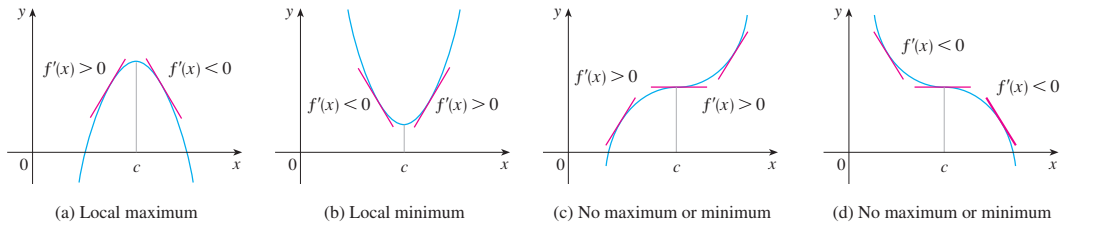 y
f′(x) > 0
f′(x) < 0
0
c
x
(a) Local maximum
y
f′(x) < 0
f′(x) > 0
0
c
x
(b) Local minimum
y
f′(x) > 0
f′(x) > 0
0
c
x
(c) No maximum or minimum
y
f′(x) < 0
f′(x) < 0
0
c
x
(d) No maximum or minimum